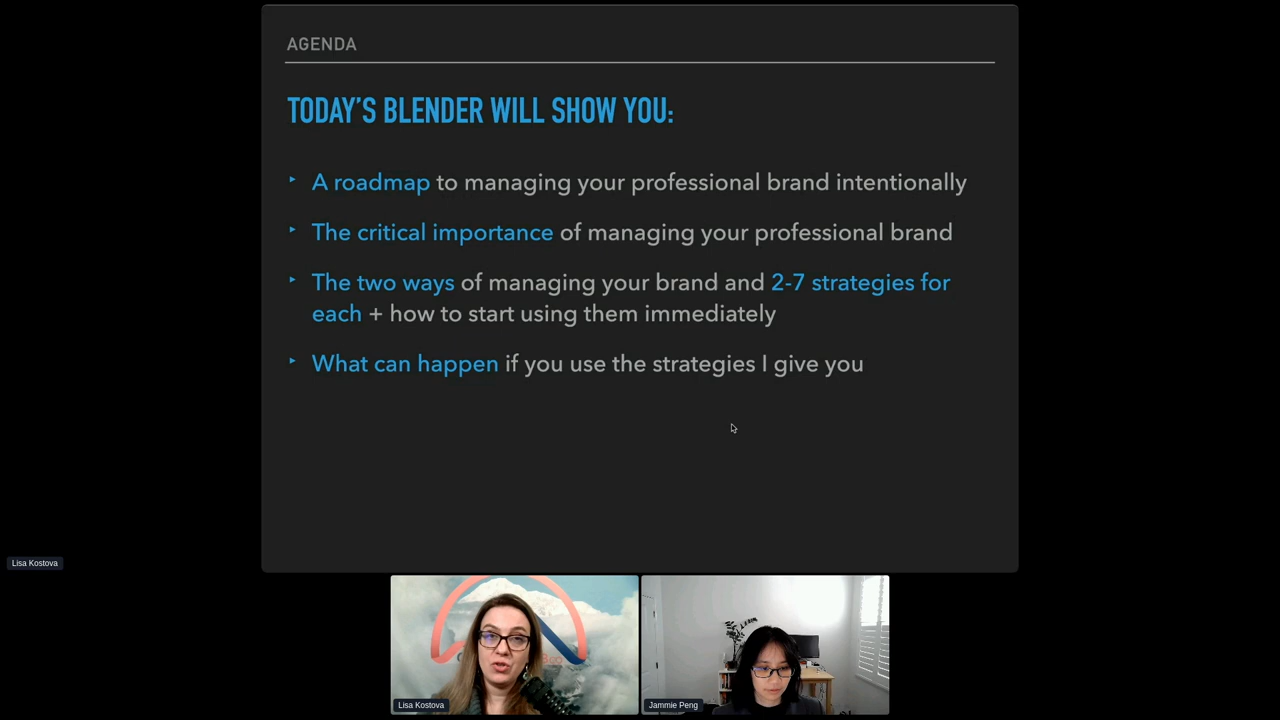 AGENDA
TODAY'S BLENDER WILL SHOW YOU:
‣ A roadmap to managing your professional brand intentionally
‣ The critical importance of managing your professional brand
‣ The two ways of managing your brand and 2-7 strategies for
each + how to start using them immediately
‣ What can happen if you use the strategies I give you
Lisa Kostova
Lisa Kostova
Jammie Peng